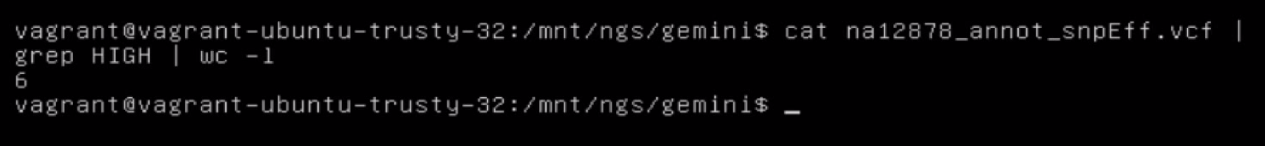 vagrant@vagrant-ubuntu-trusty-32:/mnt/ngs/gemini$ cat na12878_annot_snpEff.vcf |
grep HIGH | wc -l
6
vagrant@vagrant-ubuntu-trusty-32:/mnt/ngs/gemini$ _